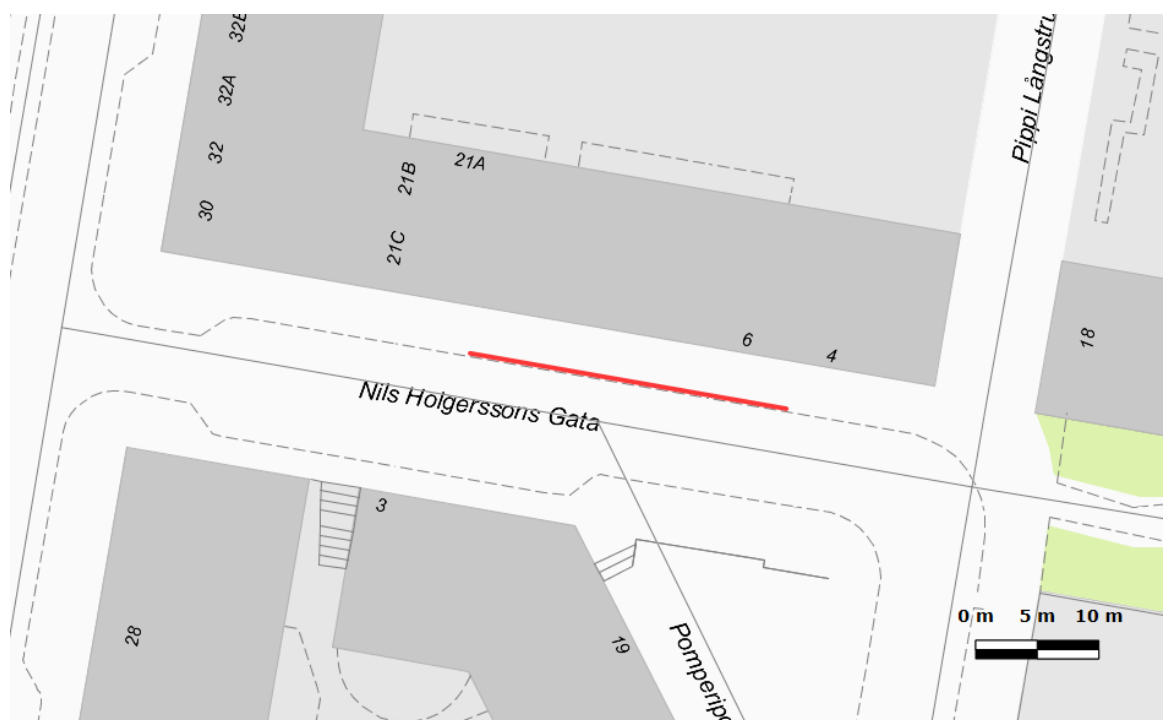 32B
32A
32
30
21B
21A
21C
6
4
18
Pippi Långstru
Nils Holgerssons Gata
3
28
19
Pomperipo
0 m 5 m 10 m